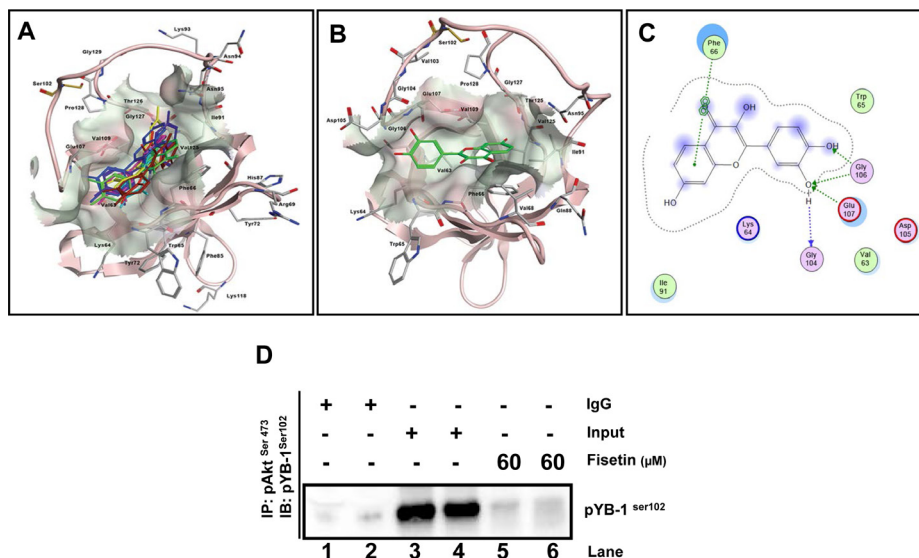 A
Lys93
Asn94
Gly129
Ser102
Asn95
Pro128
Thr126
Gly127
Ile91
Val109
Glu107
Val125
Phe66
Val63
His87
Arg69
Lys64
Trp65
Tyr72
Tyr73
Phe85
Lys118
B
Ser102
Val103
Gly127
Pro128
Gly104
Glu107
Thr125
Val109
Asn95
Asp105
Val125
Gly106
Ile91
Val63
Phe66
Lys64
Val68
Gln88
Trp65
C
Phe
66
Trp
65
OH
OH
Gly
106
O
O
H
HO
Glu
107
Lys
64
Asp
105
Gly
104
Val
63
Ile
91
D
IP: pAkt Ser 473
IB: pYB-1 Ser102
+ + - - - - IgG
- - + + - - Input
- - - - 60 60 Fisetin (µM)
pYB-1 ser102
1 2 3 4 5 6 Lane